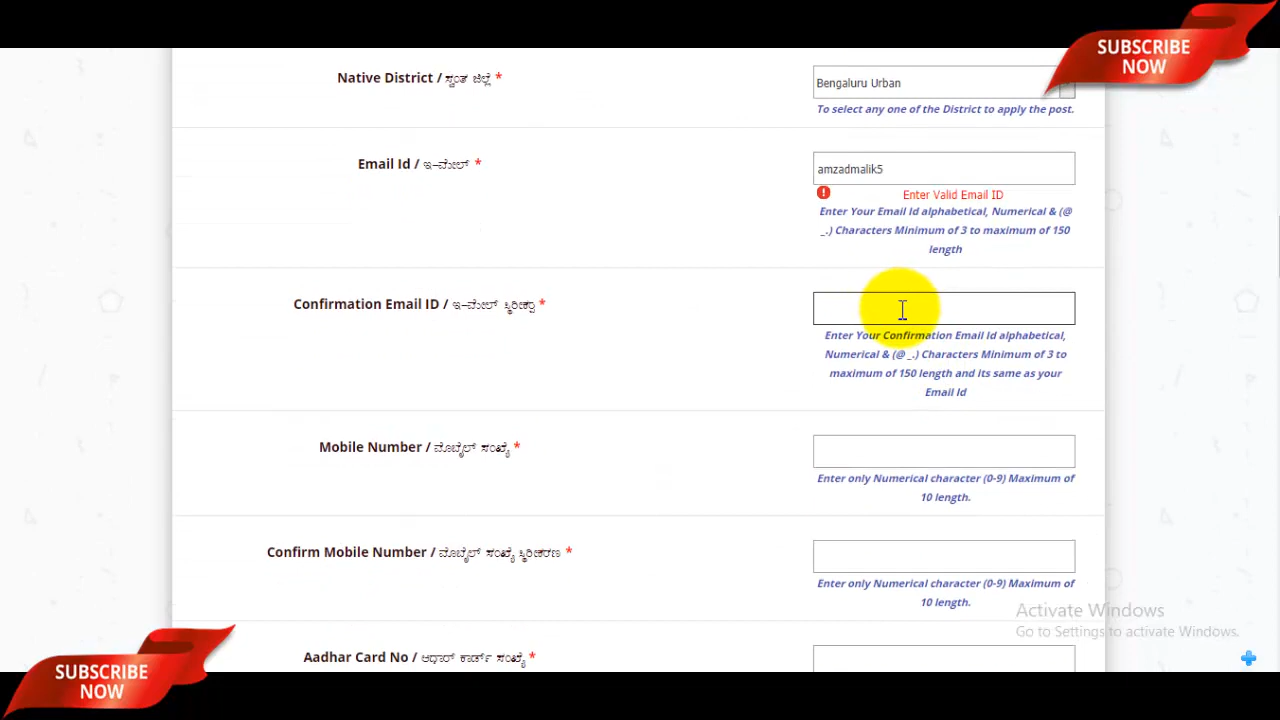 SUBSCRIBE
NOW
Native District / ಸ್ವಂತ ಜಿಲ್ಲೆ *
Bengaluru Urban
To select any one of the District to apply the post.
Email Id / ಇ–ಮೇಲ್ *
amzadmalik5
Enter Valid Email ID
Enter Your Email Id alphabetical, Numerical & (@
_.) Characters Minimum of 3 to maximum of 150
length
Confirmation Email ID / ಇ–ಮೇಲ್
Enter Your Confirmation Email Id alphabetical,
Numerical & (@ _.) Characters Minimum of 3 to
maximum of 150 length and its same as your
Email Id
Mobile Number / ಮೊಬೈಲ್ ಸಂಖ್ಯೆ *
Enter only Numerical character (0-9) Maximum of
10 length.
Confirm Mobile Number / ಮೊಬೈಲ್ ಸಂಖ್ಯೆ ಸ್ಥಿರೀಕರಣ *
Enter only Numerical character (0-9) Maximum of
10 length.
Activate Windows
Go to Settings to activate Windows.
Aadhar Card No / ಆಧಾರ್ ಕಾರ್ಡ್ ಸಂಖ್ಯೆ *
SUBSCRIBE
NOW